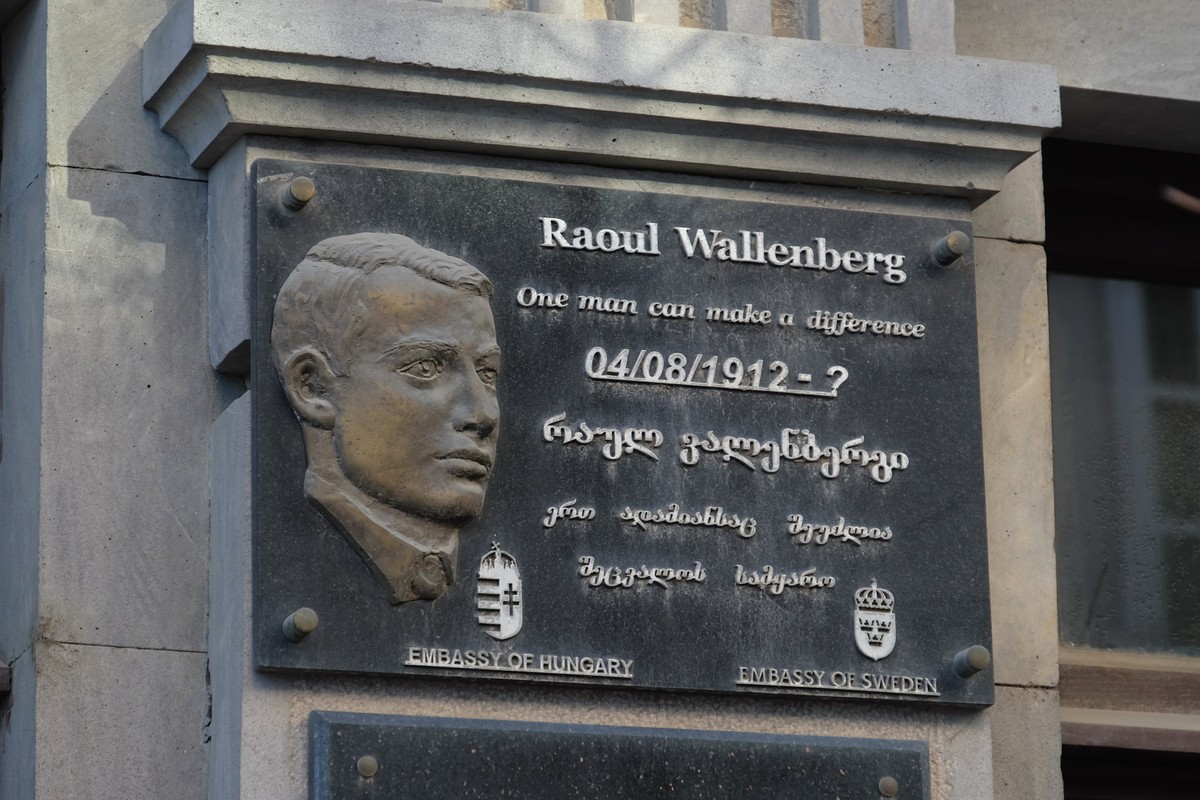 Raoul Wallenberg
One man can make a difference
04/08/1912 - ?
რაულ ვალენბერგი
ერთ ადამიანსაც შეუძლია
შეცვალოს სამყარო
EMBASSY OF HUNGARY
EMBASSY OF SWEDEN